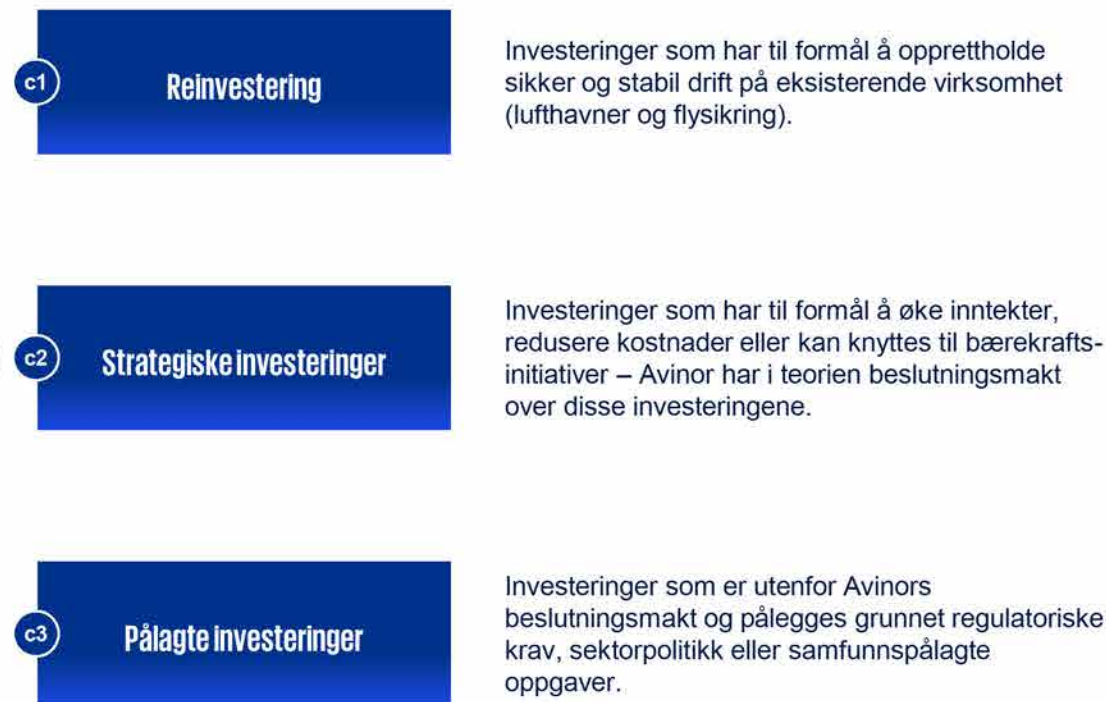 c1
Reinvestering
Investeringer som har til formål å opprettholde
sikker og stabil drift på eksisterende virksomhet
(lufthavner og flysikring).
c2
Strategiske investeringer
Investeringer som har til formål å øke inntekter,
redusere kostnader eller kan knyttes til bærekrafts-
initiativer – Avinor har i teorien beslutningsmakt
over disse investeringene.
c3
Pålagte investeringer
Investeringer som er utenfor Avinors
beslutningsmakt og pålegges grunnet regulatoriske
krav, sektorpolitikk eller samfunnspålagte
oppgaver.